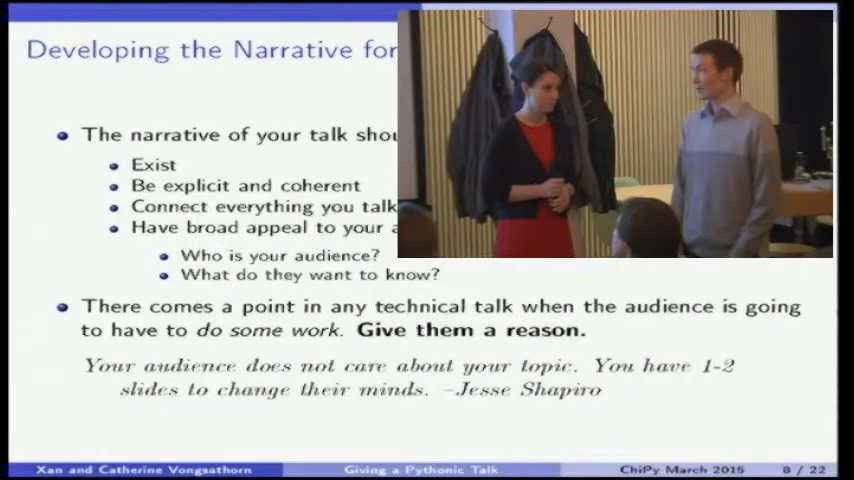 Developing the Narrative for
The narrative of your talk
Exist
Be explicit and coherent
Connect everything you talk
Have broad appeal to your
Who is your audience?
What do they want to know?
There comes a point in any technical talk when the audience is going
to have to do some work. Give them a reason.
Your audience does not care about your topic. You have 1-2
slides to change their minds. –Jesse Shapiro
Xan and Catherine Vongsathorn Giving a Pythonic Talk ChiPy March 2015 8 / 22